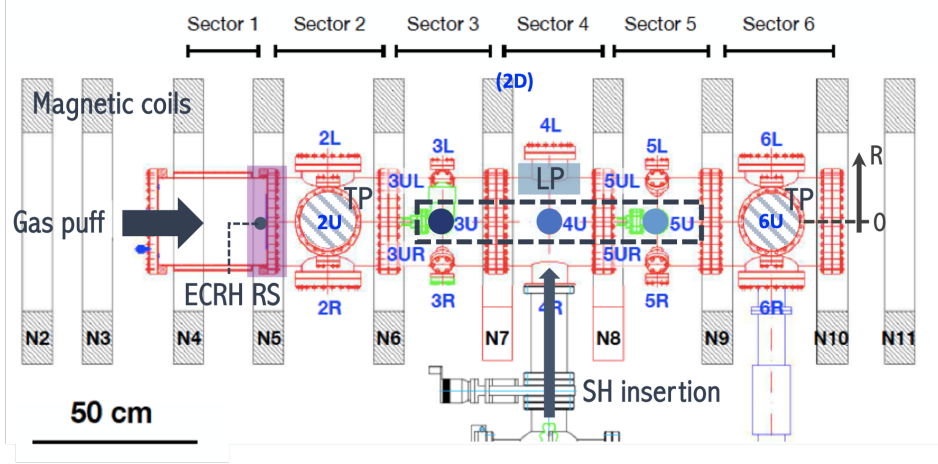 Sector 1 Sector 2 Sector 3 Sector 4 Sector 5 Sector 6
(2D)
Magnetic coils
2L 3L 4L 5L 6L
R
3UL LP 5UL
TP TP
Gas puff 2U 3U 4U 5U 6U 0
3UR 5UR
ECRH RS 2R 3R 4R 5R 6R
N2 N3 N4 N5 N6 N7 N8 N9 N10 N11
SH insertion
50 cm